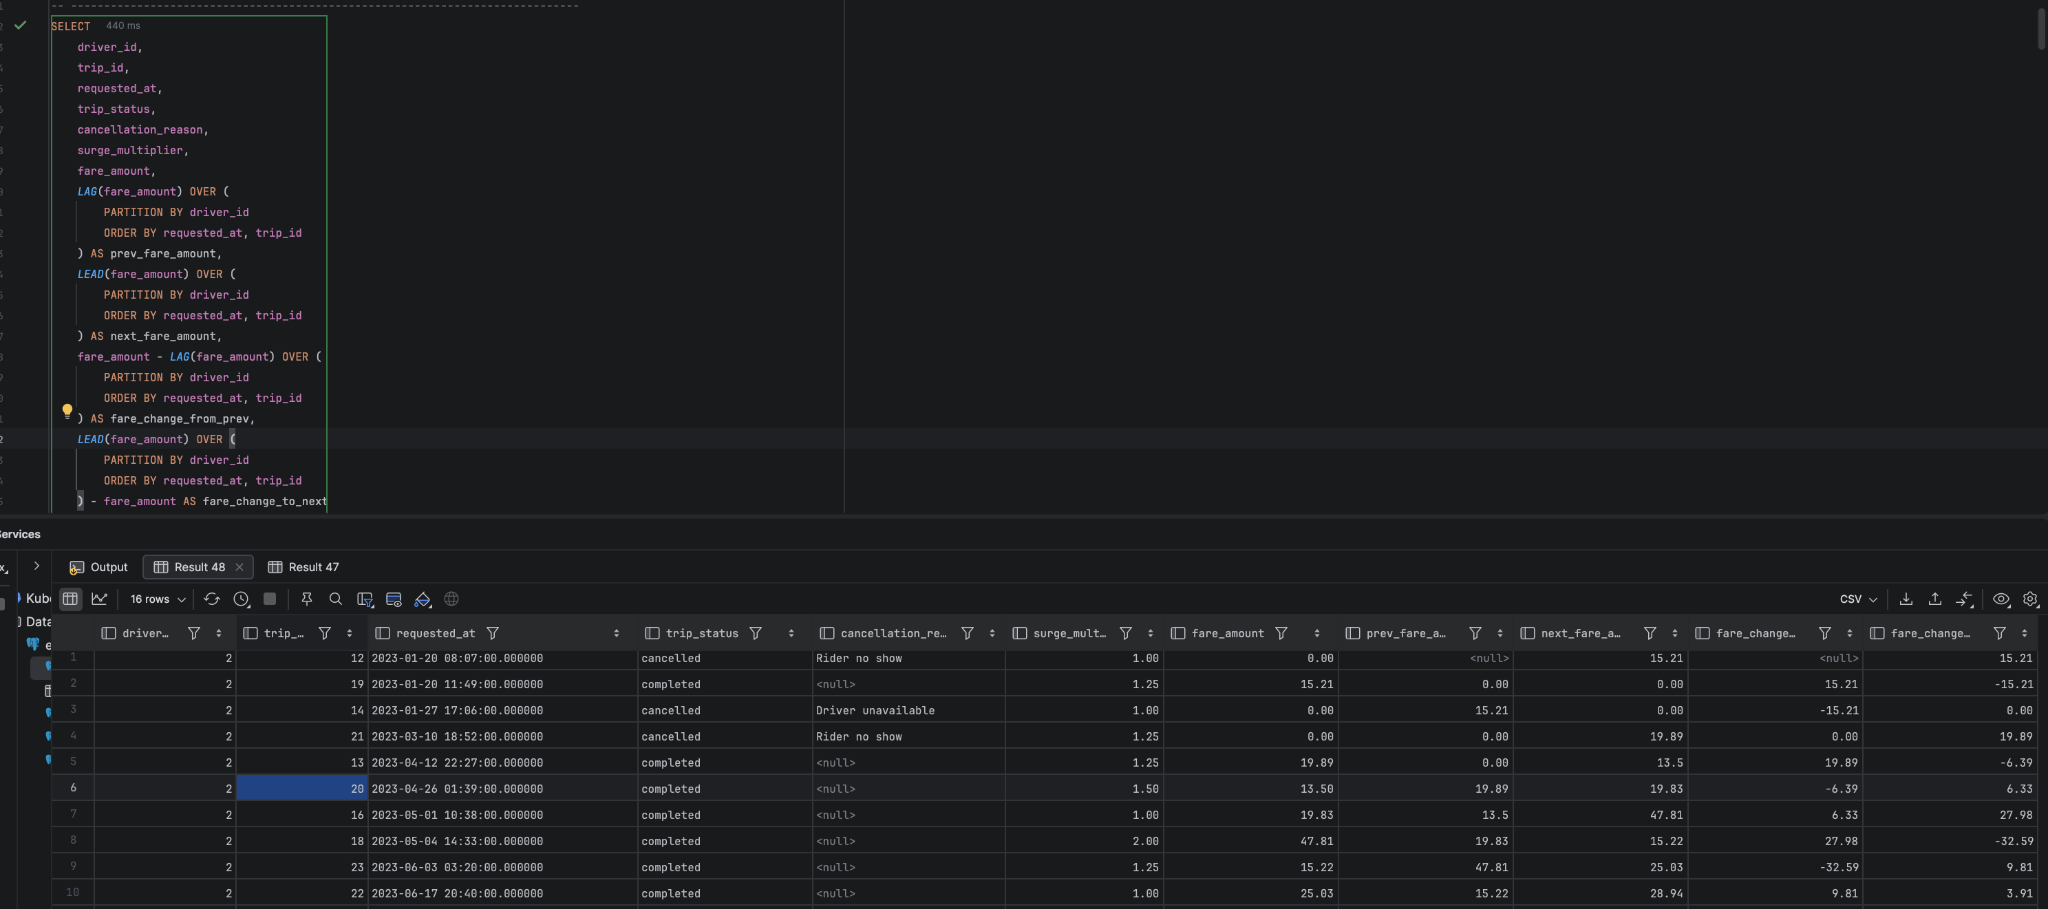 -- -----------------------------------------------------------------------------
SELECT 440 ms
driver_id,
trip_id,
requested_at,
trip_status,
cancellation_reason,
surge_multiplier,
fare_amount,
LAG(fare_amount) OVER (
PARTITION BY driver_id
ORDER BY requested_at, trip_id
) AS prev_fare_amount,
LEAD(fare_amount) OVER (
PARTITION BY driver_id
ORDER BY requested_at, trip_id
) AS next_fare_amount,
fare_amount - LAG(fare_amount) OVER (
PARTITION BY driver_id
ORDER BY requested_at, trip_id
) AS fare_change_from_prev,
LEAD(fare_amount) OVER (
PARTITION BY driver_id
ORDER BY requested_at, trip_id
) - fare_amount AS fare_change_to_next
Services
Output Result 48 Result 47
Kub 16 rows CSV
Data driver… trip_… requested_at trip_status cancellation_re… surge_mult… fare_amount prev_fare_a… next_fare_a… fare_change… fare_change…
1 2 12 2023-01-20 08:07:00.000000 cancelled Rider no show 1.00 0.00 <null> 15.21 <null> 15.21
2 2 19 2023-01-20 11:49:00.000000 completed <null> 1.25 15.21 0.00 0.00 15.21 -15.21
3 2 14 2023-01-27 17:06:00.000000 cancelled Driver unavailable 1.00 0.00 15.21 0.00 -15.21 0.00
4 2 21 2023-03-10 18:52:00.000000 cancelled Rider no show 1.25 0.00 0.00 19.89 0.00 19.89
5 2 13 2023-04-12 22:27:00.000000 completed <null> 1.25 19.89 0.00 13.5 19.89 -6.39
6 2 20 2023-04-26 01:39:00.000000 completed <null> 1.50 13.50 19.89 19.83 -6.39 6.33
7 2 16 2023-05-01 10:38:00.000000 completed <null> 1.00 19.83 13.5 47.81 6.33 27.98
8 2 18 2023-05-04 14:33:00.000000 completed <null> 2.00 47.81 19.83 15.22 27.98 -32.59
9 2 23 2023-06-03 03:20:00.000000 completed <null> 1.25 15.22 47.81 25.03 -32.59 9.81
10 2 22 2023-06-17 20:40:00.000000 completed <null> 1.00 25.03 15.22 28.94 9.81 3.91